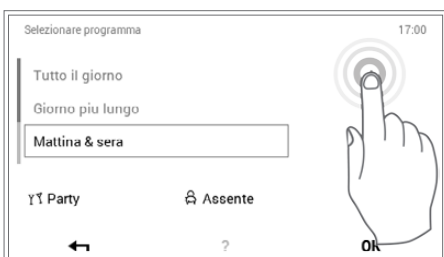 Selezionare programma 17:00
Tutto il giorno
Giorno piu lungo
Mattina & sera
Party Assente
? OK